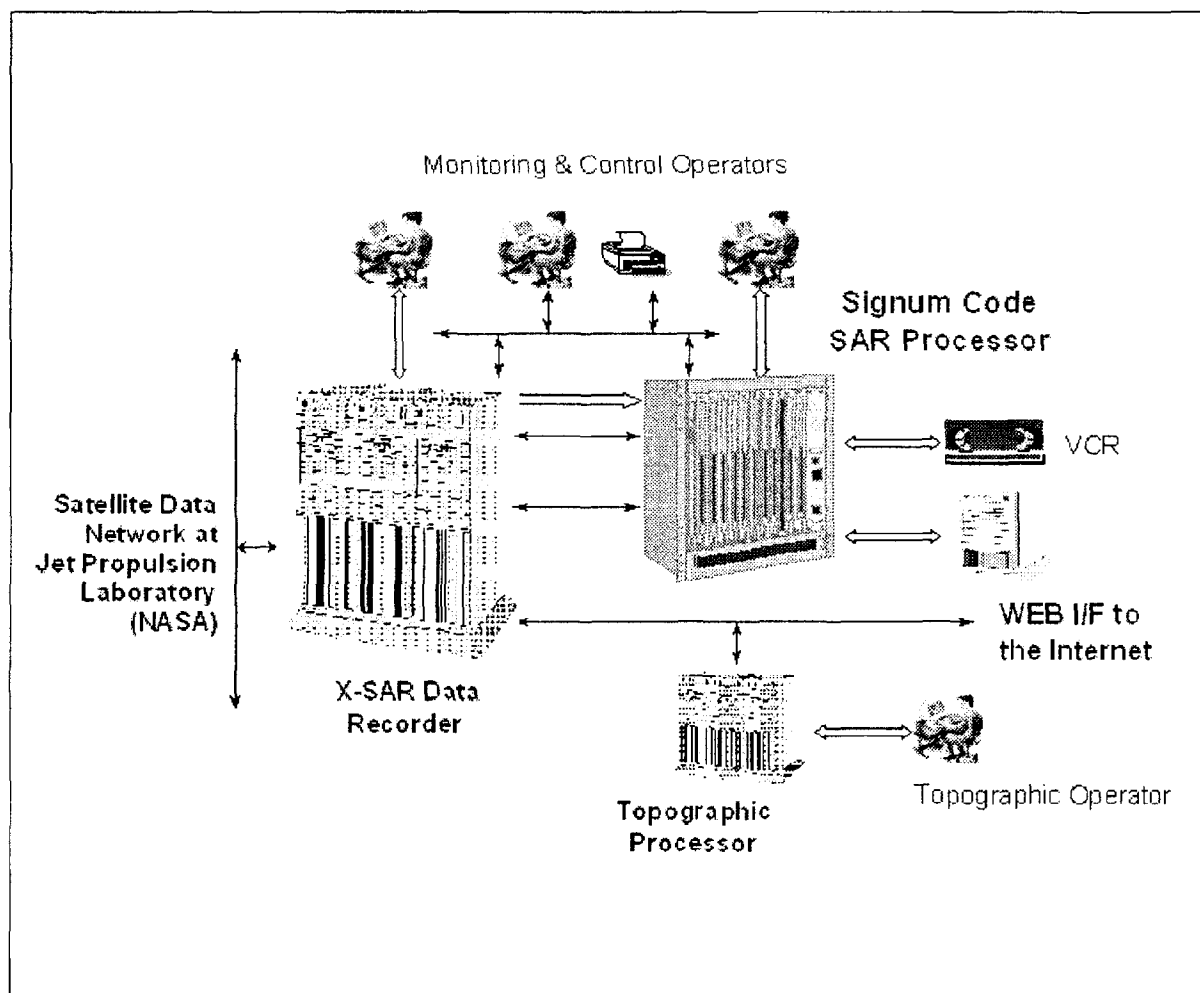 Monitoring & Control Operators
Signum Code
SAR Processor
VCR
Satellite Data
Network at
Jet Propulsion
Laboratory
(NASA)
WEB I/F to
the Internet
X-SAR Data
Recorder
Topographic Operator
Topographic
Processor